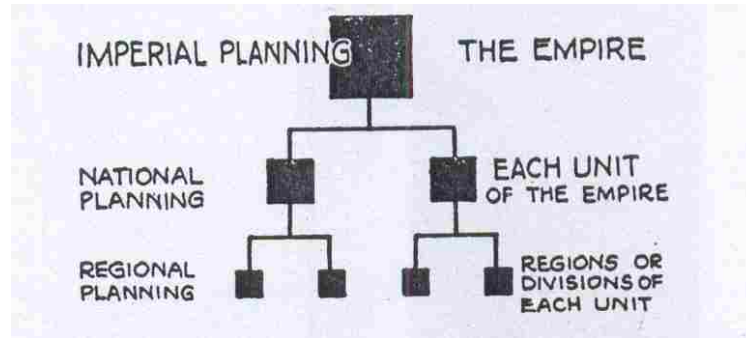 IMPERIAL PLANNING
THE EMPIRE
NATIONAL
PLANNING
EACH UNIT
OF THE EMPIRE
REGIONAL
PLANNING
REGIONS OR
DIVISIONS OF
EACH UNIT